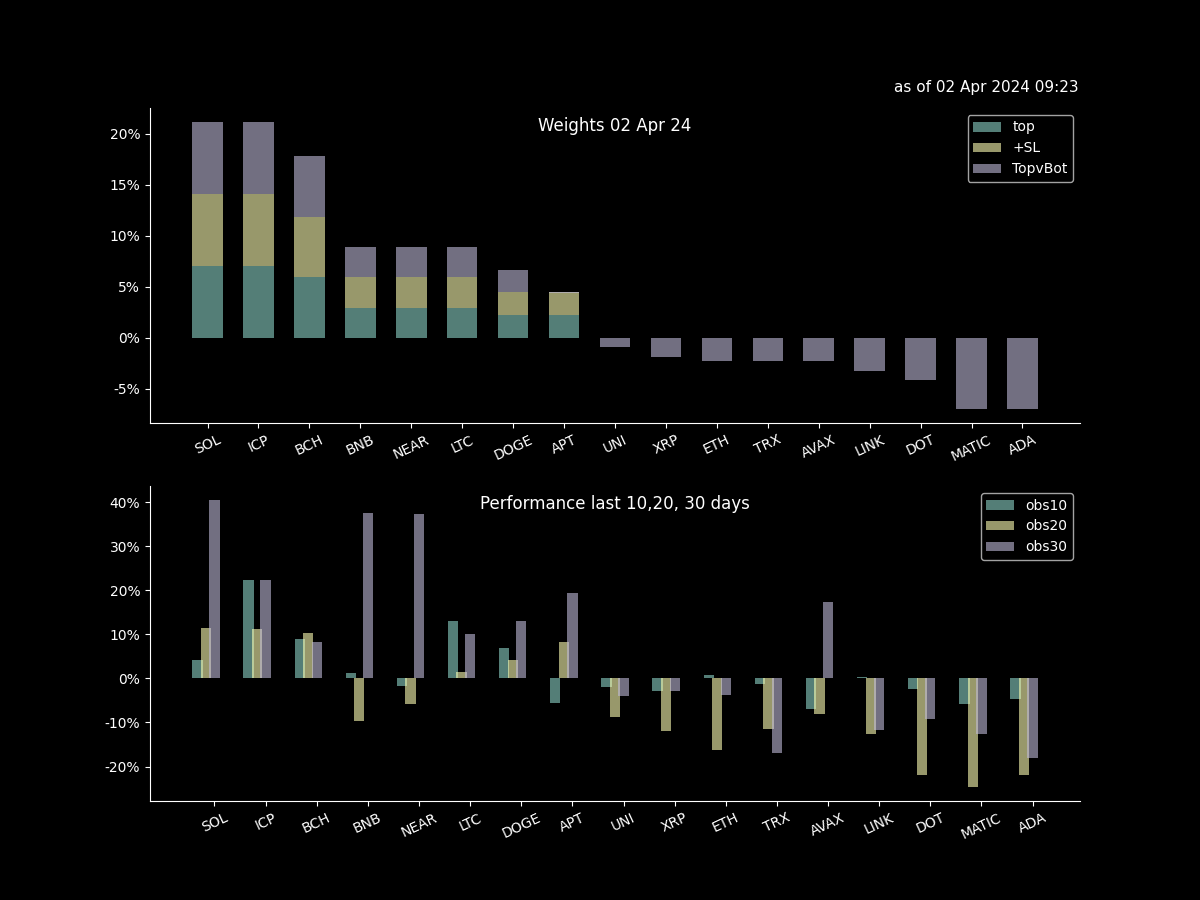 as of 02 Apr 2024 09:23
Weights 02 Apr 24
top
+SL
TopvBot
20%
15%
10%
5%
0%
-5%
SOL ICP BCH BNB NEAR LTC DOGE APT UNI XRP ETH TRX AVAX LINK DOT MATIC ADA
Performance last 10,20, 30 days
obs10
obs20
obs30
40%
30%
20%
10%
0%
-10%
-20%
SOL ICP BCH BNB NEAR LTC DOGE APT UNI XRP ETH TRX AVAX LINK DOT MATIC ADA